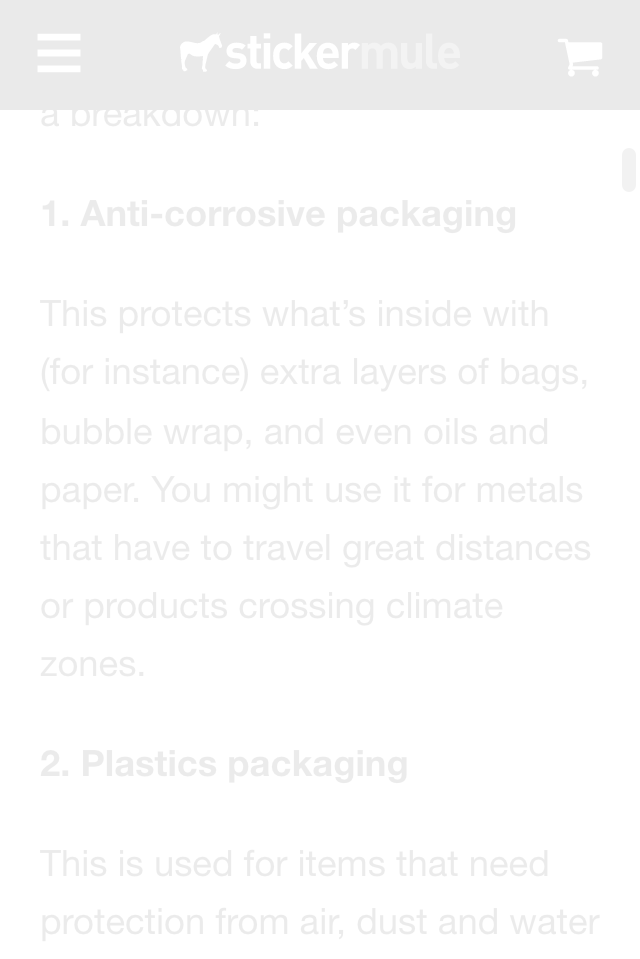 stickermule
a breakdown:
1. Anti-corrosive packaging
This protects what’s inside with
(for instance) extra layers of bags,
bubble wrap, and even oils and
paper. You might use it for metals
that have to travel great distances
or products crossing climate
zones.
2. Plastics packaging
This is used for items that need
protection from air, dust and water